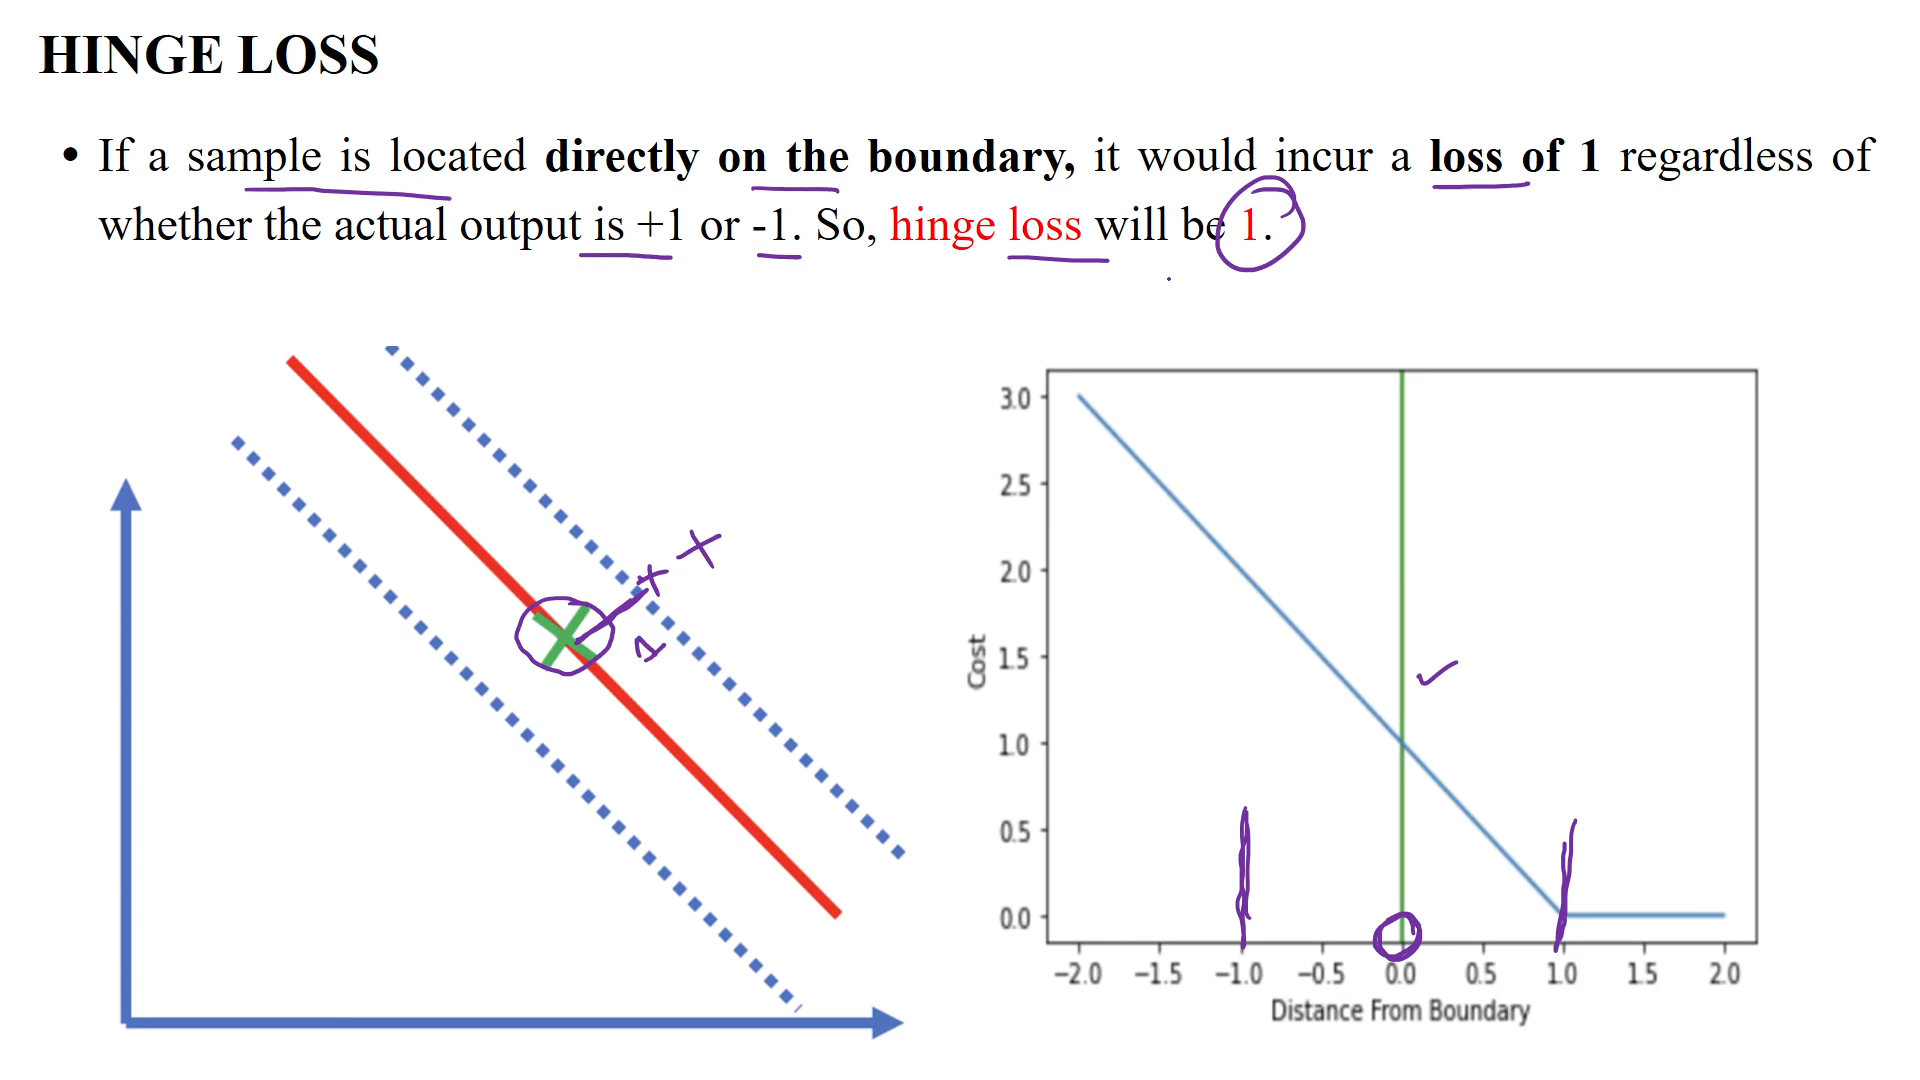 HINGE LOSS
• If a sample is located directly on the boundary, it would incur a loss of 1 regardless of
whether the actual output is +1 or -1. So, hinge loss will be 1.
3.0
2.5
2.0
1.5
1.0
0.5
0.0
Cost
−2.0 −1.5 −1.0 −0.5 0.0 0.5 1.0 1.5 2.0
Distance From Boundary